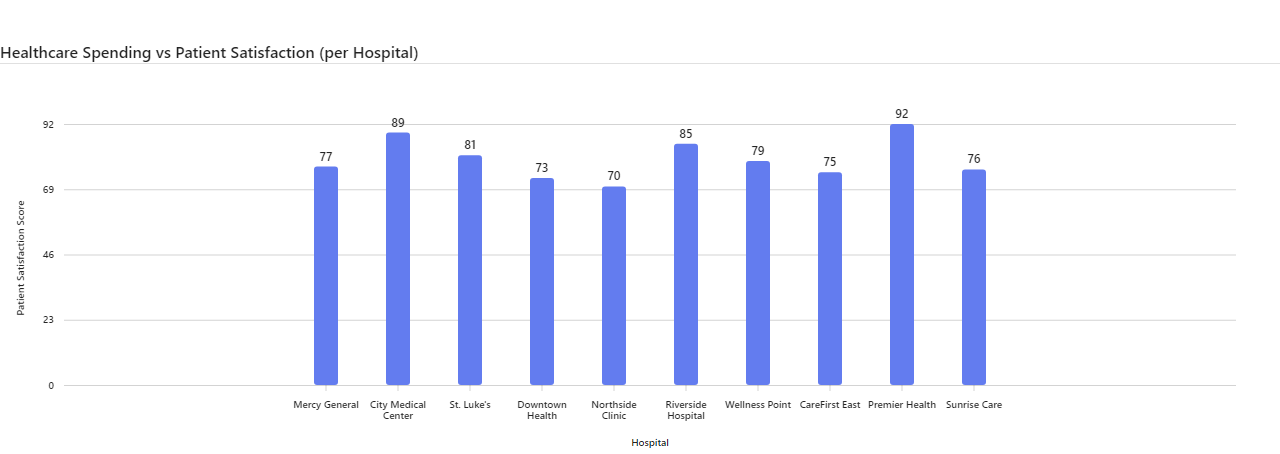 Healthcare Spending vs Patient Satisfaction (per Hospital)
92
69
46
23
0
Patient Satisfaction Score
77
89
81
73
70
85
79
75
92
76
Mercy General
City Medical
Center
St. Luke's
Downtown
Health
Northside
Clinic
Riverside
Hospital
Wellness Point
CareFirst East
Premier Health
Sunrise Care
Hospital